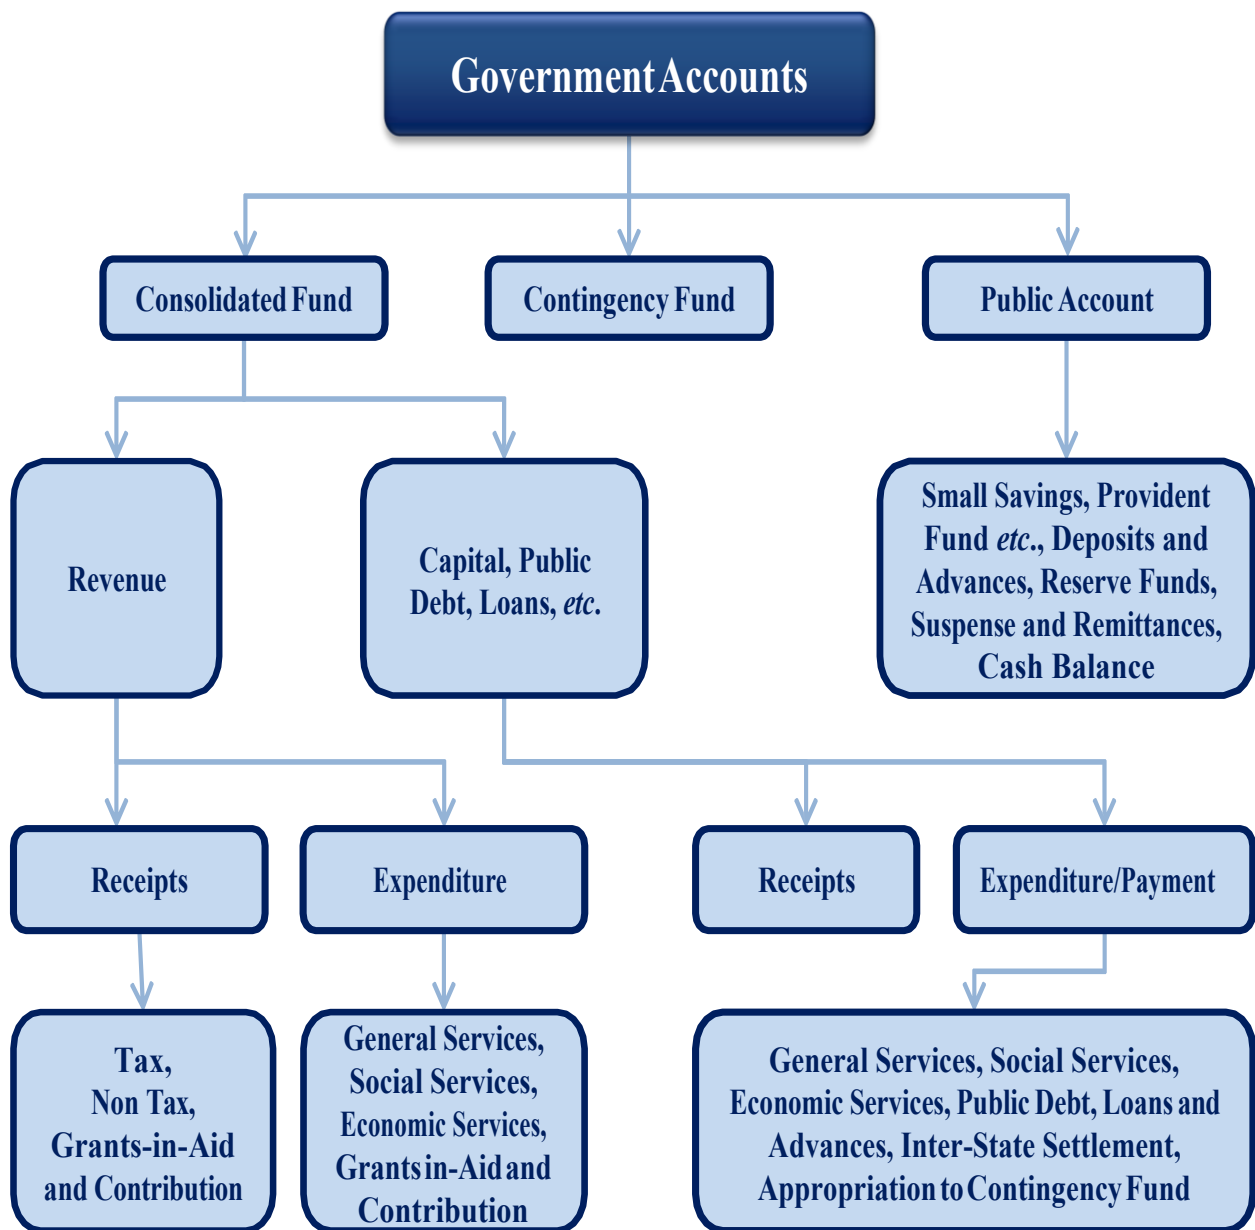 Government Accounts
Consolidated Fund
Contingency Fund
Public Account
Revenue
Capital, Public
Debt, Loans, etc.
Small Savings, Provident
Fund etc., Deposits and
Advances, Reserve Funds,
Suspense and Remittances,
Cash Balance
Receipts
Expenditure
Receipts
Expenditure/Payment
Tax,
Non Tax,
Grants-in-Aid
and Contribution
General Services,
Social Services,
Economic Services,
Grants in-Aid and
Contribution
General Services, Social Services,
Economic Services, Public Debt, Loans and
Advances, Inter-State Settlement,
Appropriation to Contingency Fund